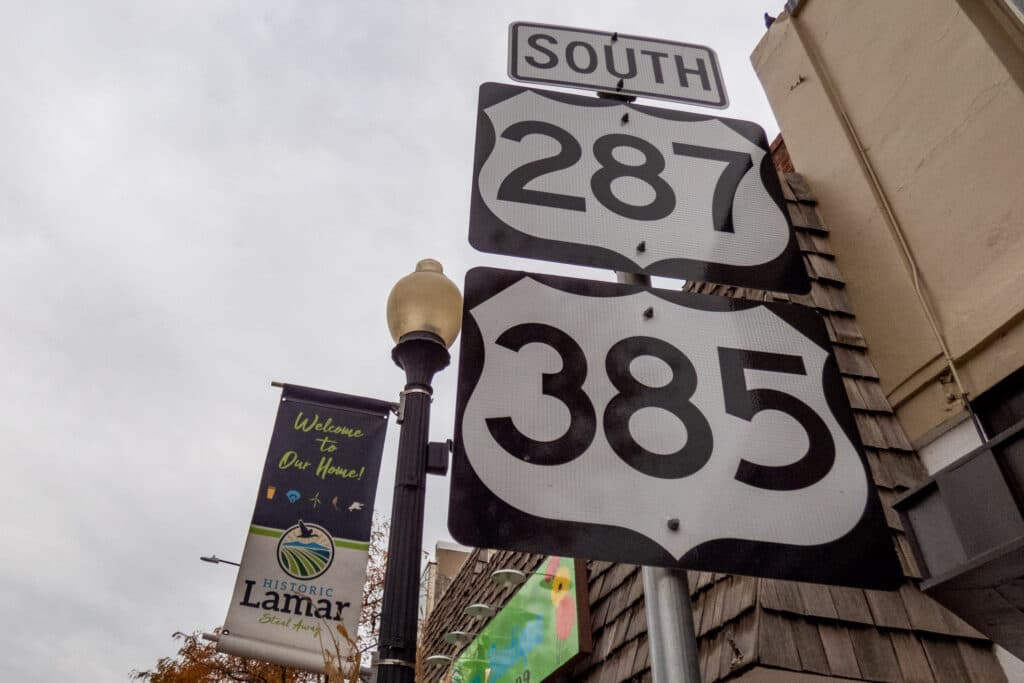 SOUTH
287
385
Welcome
to
Our Home!
HISTORIC
Lamar
Steal Away